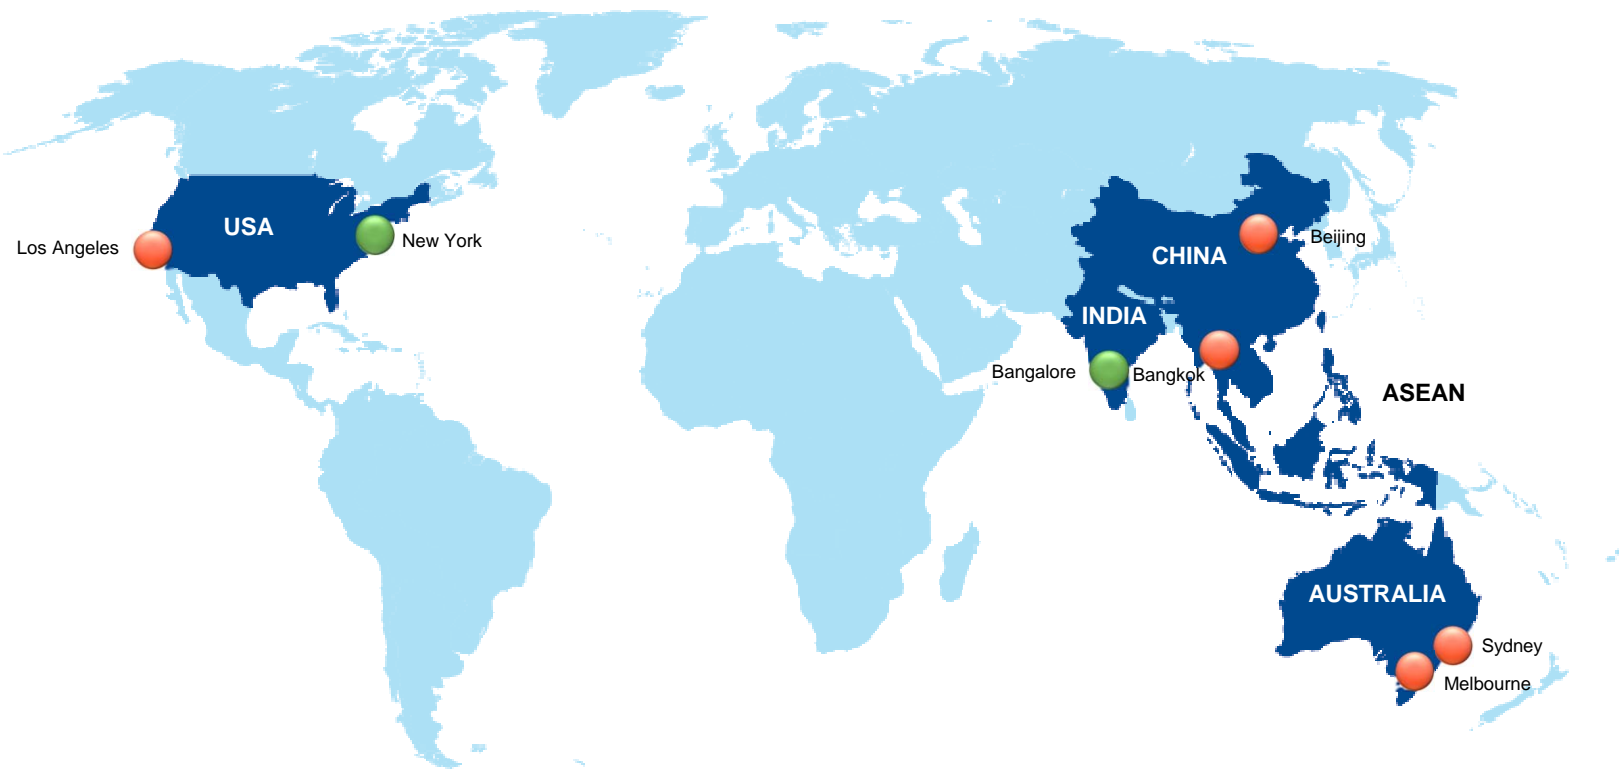 USA
Los Angeles
New York
CHINA
Beijing
INDIA
Bangalore
Bangkok
ASEAN
AUSTRALIA
Sydney
Melbourne